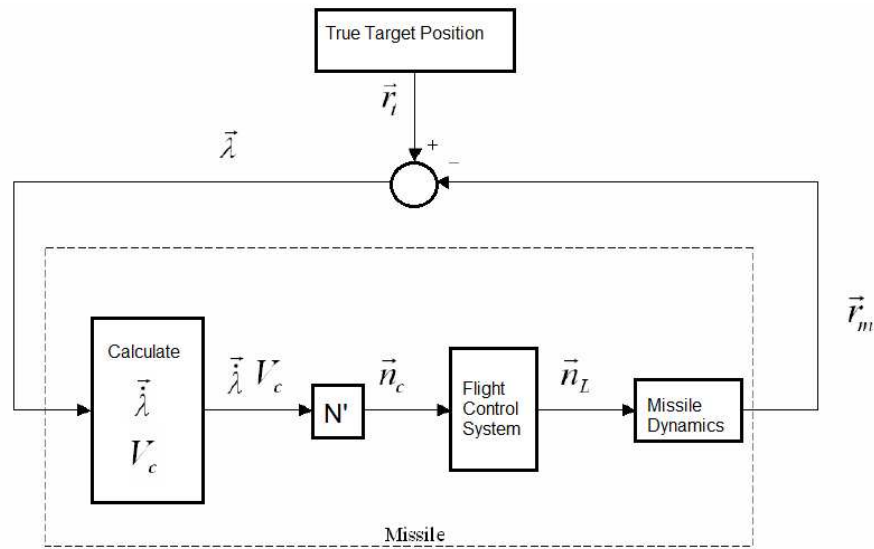 True Target Position
r⃗t
+
−
λ⃗
r⃗m
Calculate
λ̇⃗
Vc
λ̇⃗ Vc
N'
n⃗c
Flight
Control
System
n⃗L
Missile
Dynamics
Missile